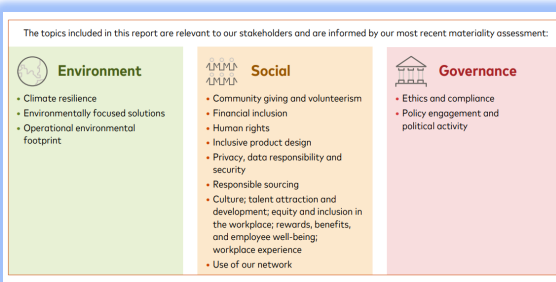 The topics included in this report are relevant to our stakeholders and are informed by our most recent materiality assessment:
Environment
• Climate resilience
• Environmentally focused solutions
• Operational environmental
footprint
Social
• Community giving and volunteerism
• Financial inclusion
• Human rights
• Inclusive product design
• Privacy, data responsibility and
security
• Responsible sourcing
• Culture; talent attraction and
development; equity and inclusion in
the workplace; rewards, benefits,
and employee well-being;
workplace experience
• Use of our network
Governance
• Ethics and compliance
• Policy engagement and
political activity